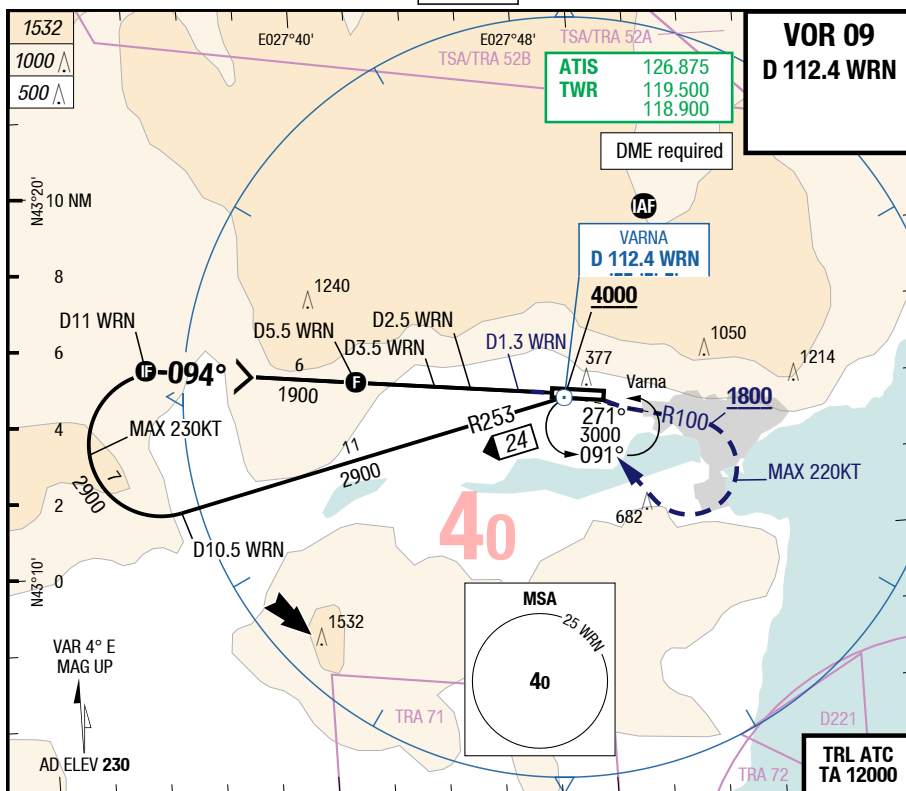 1532
1000
500
E027°40'
E027°48'
TSA/TRA 52A
TSA/TRA 52B
ATIS 126.875
TWR 119.500
118.900
VOR 09
D 112.4 WRN
DME required
N43°20'
10 NM
IAF
VARNA
D 112.4 WRN
8
1240
4000
D11 WRN
D5.5 WRN
D2.5 WRN
D3.5 WRN
D1.3 WRN
1050
6
377
1214
IF
094°
6
F
1900
Varna
1800
R253
271°
R100
4
MAX 230KT
24
3000
091°
11
2900
MAX 220KT
7
2900
2
682
D10.5 WRN
40
N43°10'
0
MSA
25 WRN
40
1532
VAR 4° E
MAG UP
TRA 71
D221
AD ELEV 230
TRA 72
TRL ATC
TA 12000